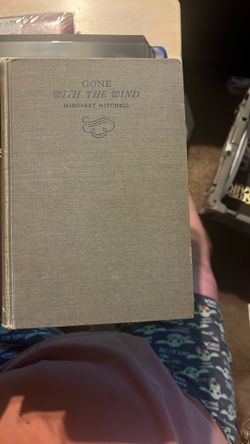 GONE
WITH THE WIND
MARGARET MITCHELL